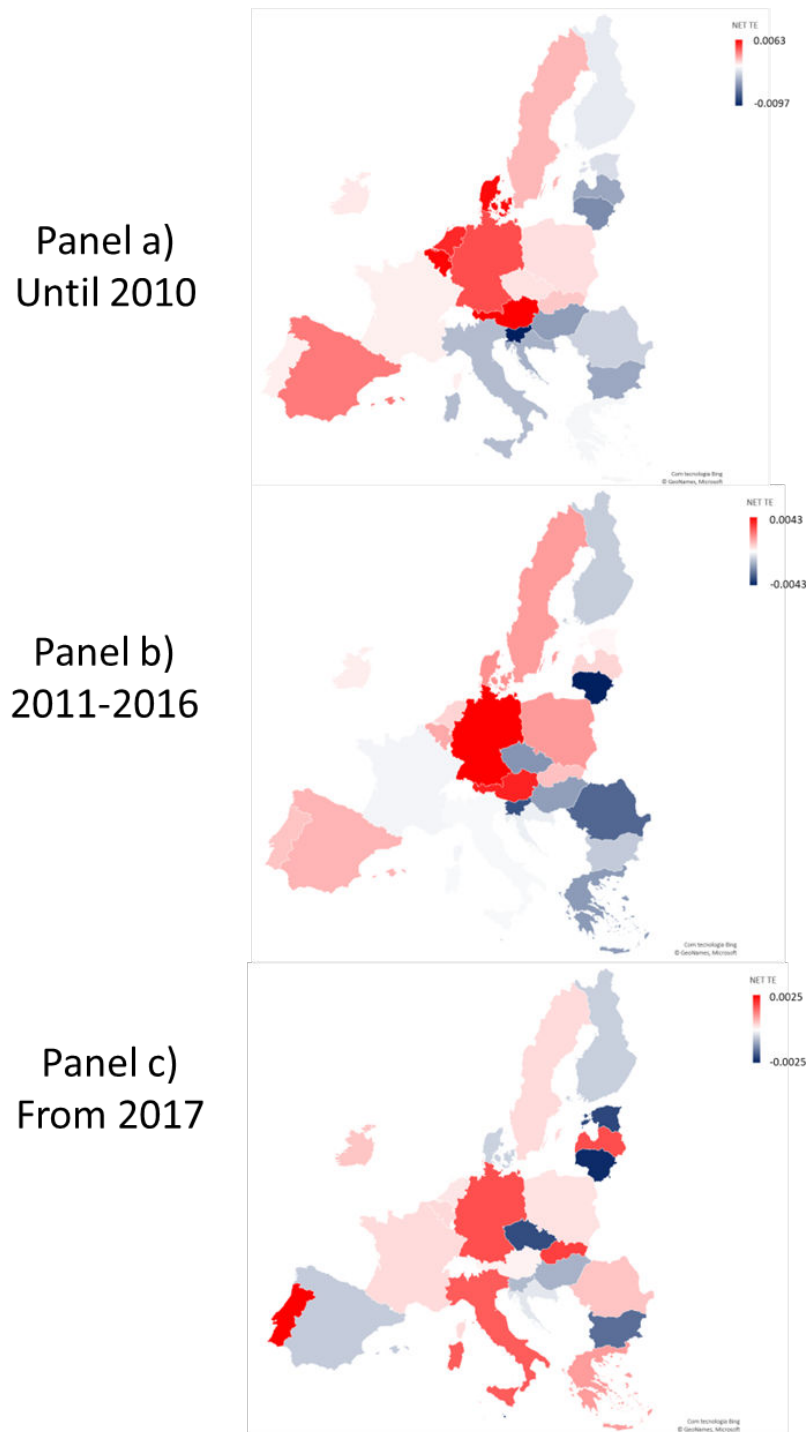 NET TE
0.0063
-0.0097
Panel a)
Until 2010
Com tecnologia Bing
© GeoNames, Microsoft
NET TE
0.0043
-0.0043
Panel b)
2011-2016
Com tecnologia Bing
© GeoNames, Microsoft
NET TE
0.0025
-0.0025
Panel c)
From 2017
Com tecnologia Bing
© GeoNames, Microsoft